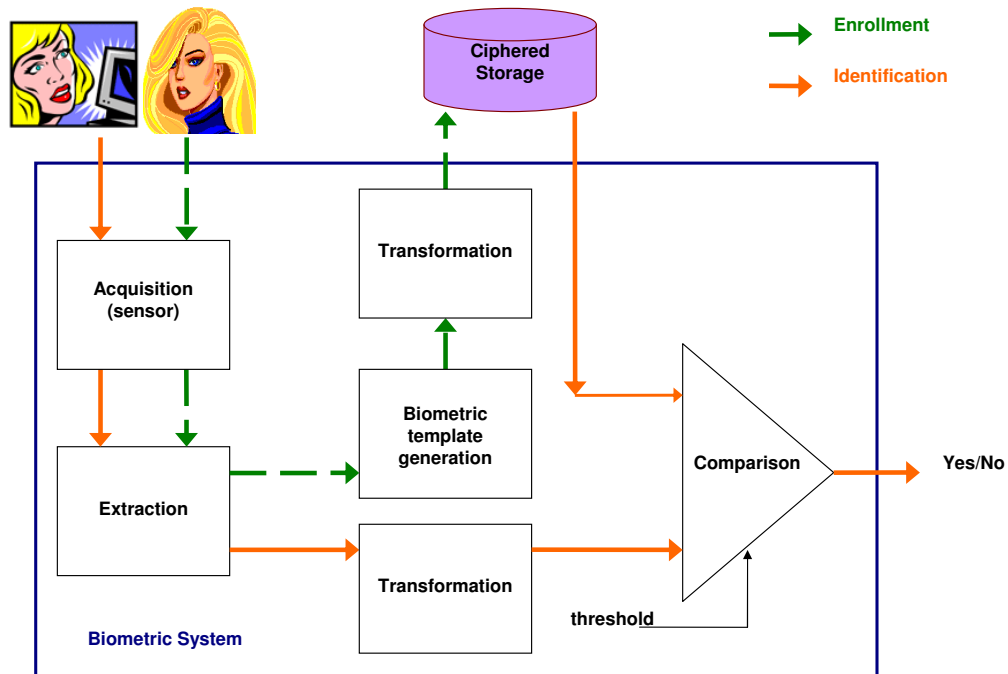 Ciphered
Storage
Enrollment
Identification
Transformation
Acquisition
(sensor)
Biometric
template
generation
Comparison
Yes/No
Extraction
Transformation
threshold
Biometric System